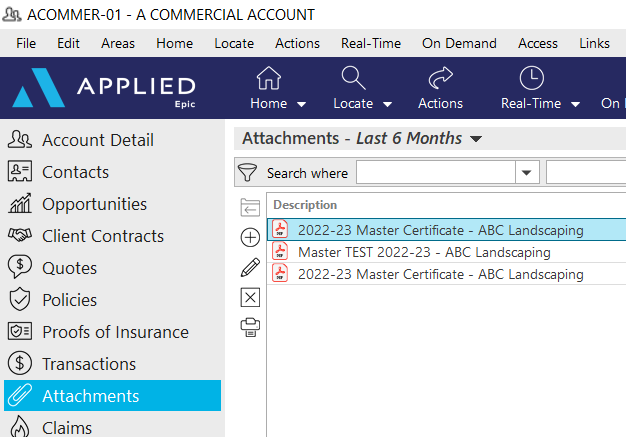 ACOMMER-01 - A COMMERCIAL ACCOUNT
File Edit Areas Home Locate Actions Real-Time On Demand Access Links
APPLIED
Epic
Home Locate Actions Real-Time On
Account Detail
Contacts
Opportunities
Client Contracts
Quotes
Policies
Proofs of Insurance
Transactions
Attachments
Claims
Attachments - Last 6 Months
Search where
Description
2022-23 Master Certificate - ABC Landscaping
Master TEST 2022-23 - ABC Landscaping
2022-23 Master Certificate - ABC Landscaping